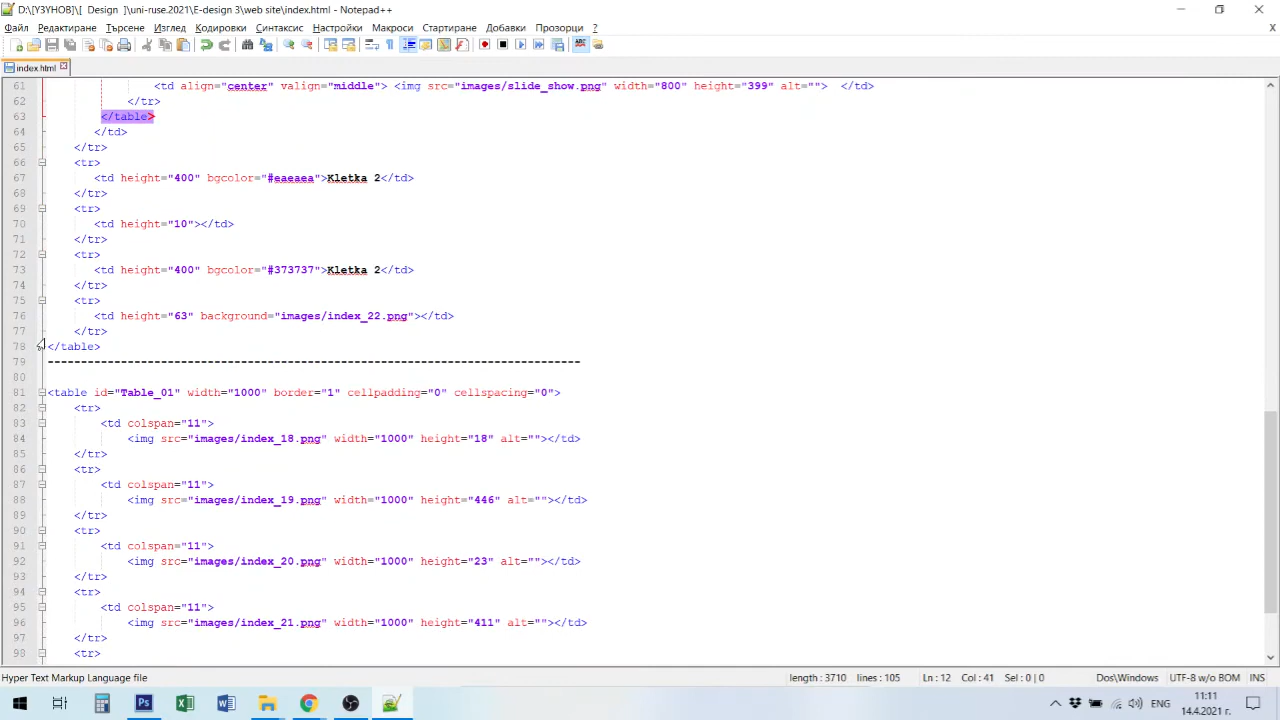 D:\[УЗУНОВ]\[ Design ]\uni-ruse.2021\E-design 3\web site\index.html - Notepad++
Файл Редактиране Търсене Изглед Кодировки Синтаксис Настройки Макроси Стартиране Добавки Прозорци ? X
index.html
61 <td align="center" valign="middle"> <img src="images/slide_show.png" width="800" height="399" alt=""> </td>
62 </tr>
63 </table>
64 </td>
65 </tr>
66 <tr>
67 <td height="400" bgcolor="#eaeaea">Kletka 2</td>
68 </tr>
69 <tr>
70 <td height="10"></td>
71 </tr>
72 <tr>
73 <td height="400" bgcolor="#373737">Kletka 2</td>
74 </tr>
75 <tr>
76 <td height="63" background="images/index_22.png"></td>
77 </tr>
78 </table>
79 --------------------------------------------------------------------------------
80
81 <table id="Table_01" width="1000" border="1" cellpadding="0" cellspacing="0">
82 <tr>
83 <td colspan="11">
84 <img src="images/index_18.png" width="1000" height="18" alt=""></td>
85 </tr>
86 <tr>
87 <td colspan="11">
88 <img src="images/index_19.png" width="1000" height="446" alt=""></td>
89 </tr>
90 <tr>
91 <td colspan="11">
92 <img src="images/index_20.png" width="1000" height="23" alt=""></td>
93 </tr>
94 <tr>
95 <td colspan="11">
96 <img src="images/index_21.png" width="1000" height="411" alt=""></td>
97 </tr>
98 <tr>
Hyper Text Markup Language file length : 3710 lines : 105 Ln : 12 Col : 41 Sel : 0 | 0 Dos\Windows UTF-8 w/o BOM INS
ENG 11:11
14.4.2021 г.